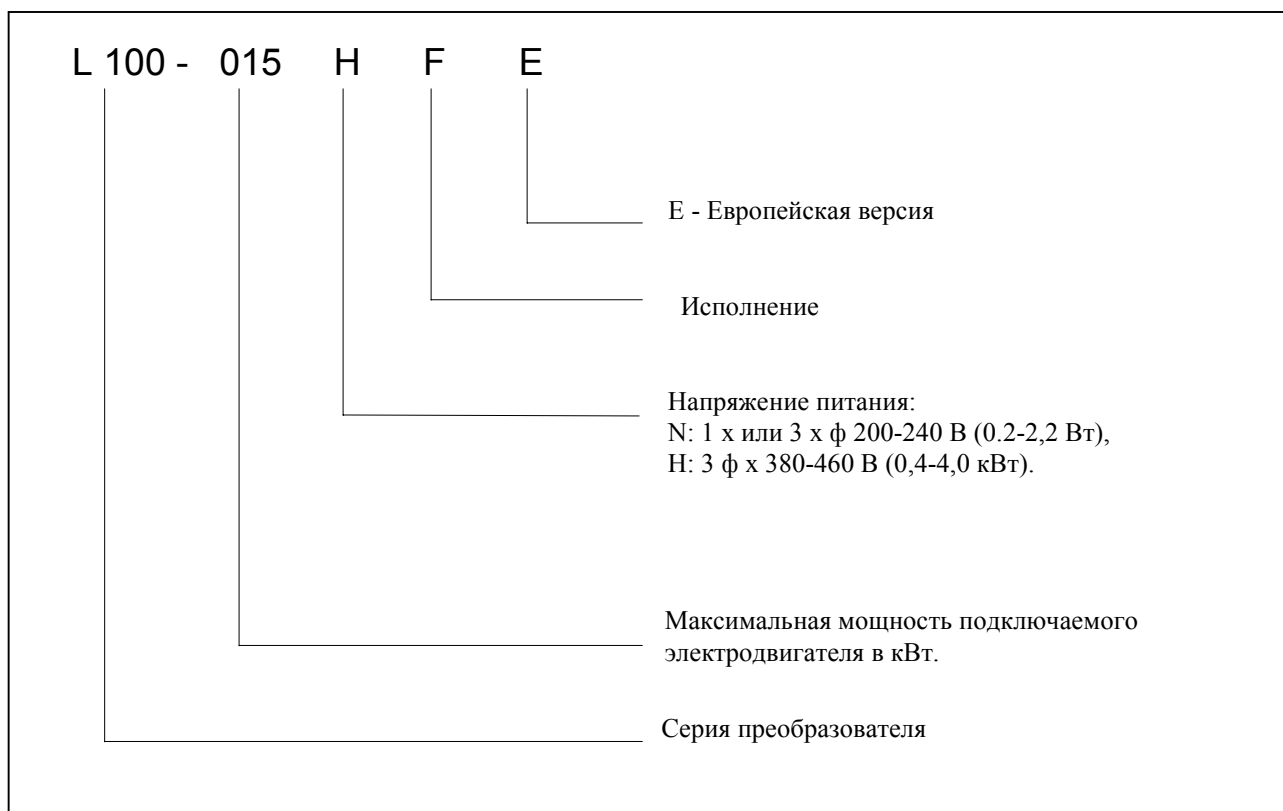 L 100 - 015 H F E
Е - Европейская версия
Исполнение
Напряжение питания:
N: 1 х или 3 х ф 200-240 В (0.2-2,2 Вт),
H: 3 ф х 380-460 В (0,4-4,0 кВт).
Максимальная мощность подключаемого
электродвигателя в кВт.
Серия преобразователя